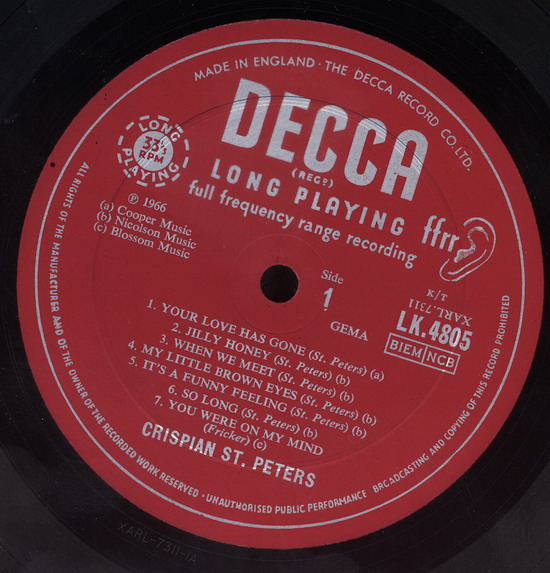 MADE IN ENGLAND · THE DECCA RECORD CO. LTD.
DECCA
(REGD)
LONG PLAYING
full frequency range recording
ffrr
LONG
33⅓
RPM
PLAYING
℗ 1966
(a) Cooper Music
(b) Nicolson Music
(c) Blossom Music
Side
1
GEMA
K/T
XARL.7311
LK.4805
BIEM NCB
1. YOUR LOVE HAS GONE (St. Peters) (a)
2. JILLY HONEY (St. Peters) (b)
3. WHEN WE MEET (St. Peters) (b)
4. MY LITTLE BROWN EYES (St. Peters) (b)
5. IT'S A FUNNY FEELING (St. Peters) (b)
6. SO LONG (St. Peters) (b)
7. YOU WERE ON MY MIND
(Fricker) (c)
CRISPIAN ST. PETERS
ALL RIGHTS OF THE MANUFACTURER AND OF THE OWNER OF THE RECORDED WORK RESERVED · UNAUTHORISED PUBLIC PERFORMANCE BROADCASTING AND COPYING OF THIS RECORD PROHIBITED
XARL-7311-1A